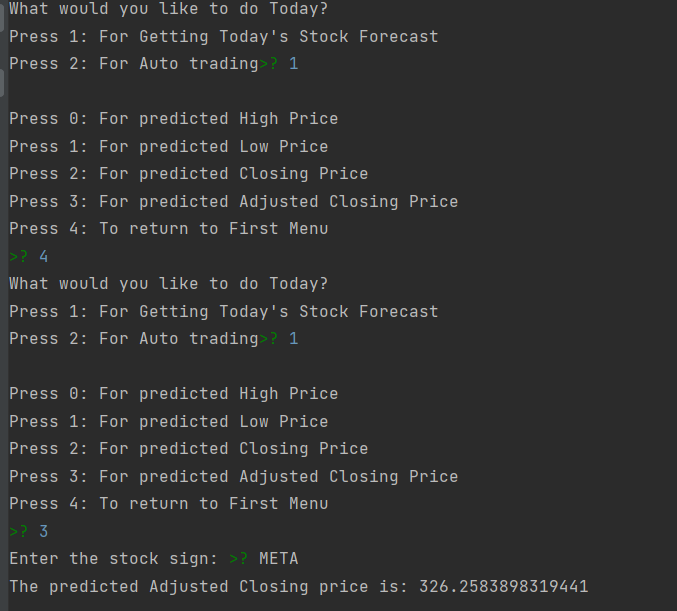 What would you like to do Today?
Press 1: For Getting Today's Stock Forecast
Press 2: For Auto trading>? 1
Press 0: For predicted High Price
Press 1: For predicted Low Price
Press 2: For predicted Closing Price
Press 3: For predicted Adjusted Closing Price
Press 4: To return to First Menu
>? 4
What would you like to do Today?
Press 1: For Getting Today's Stock Forecast
Press 2: For Auto trading>? 1
Press 0: For predicted High Price
Press 1: For predicted Low Price
Press 2: For predicted Closing Price
Press 3: For predicted Adjusted Closing Price
Press 4: To return to First Menu
>? 3
Enter the stock sign: >? META
The predicted Adjusted Closing price is: 326.2583898319441